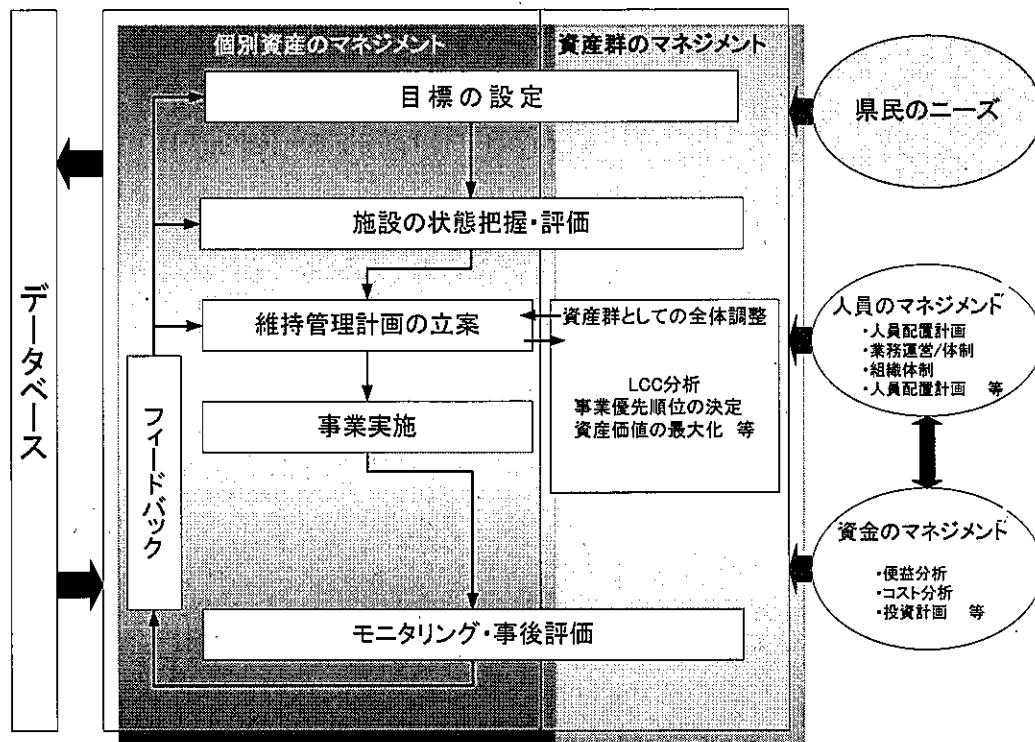 個別資産のマネジメント
資産群のマネジメント
目標の設定
県民のニーズ
施設の状態把握・評価
データベース
維持管理計画の立案
資産群としての全体調整
LCC分析
事業優先順位の決定
資産価値の最大化 等
人員のマネジメント
・人員配置計画
・業務運営/体制
・組織体制
・人員配置計画 等
事業実施
フィードバック
資金のマネジメント
・便益分析
・コスト分析
・投資計画 等
モニタリング・事後評価